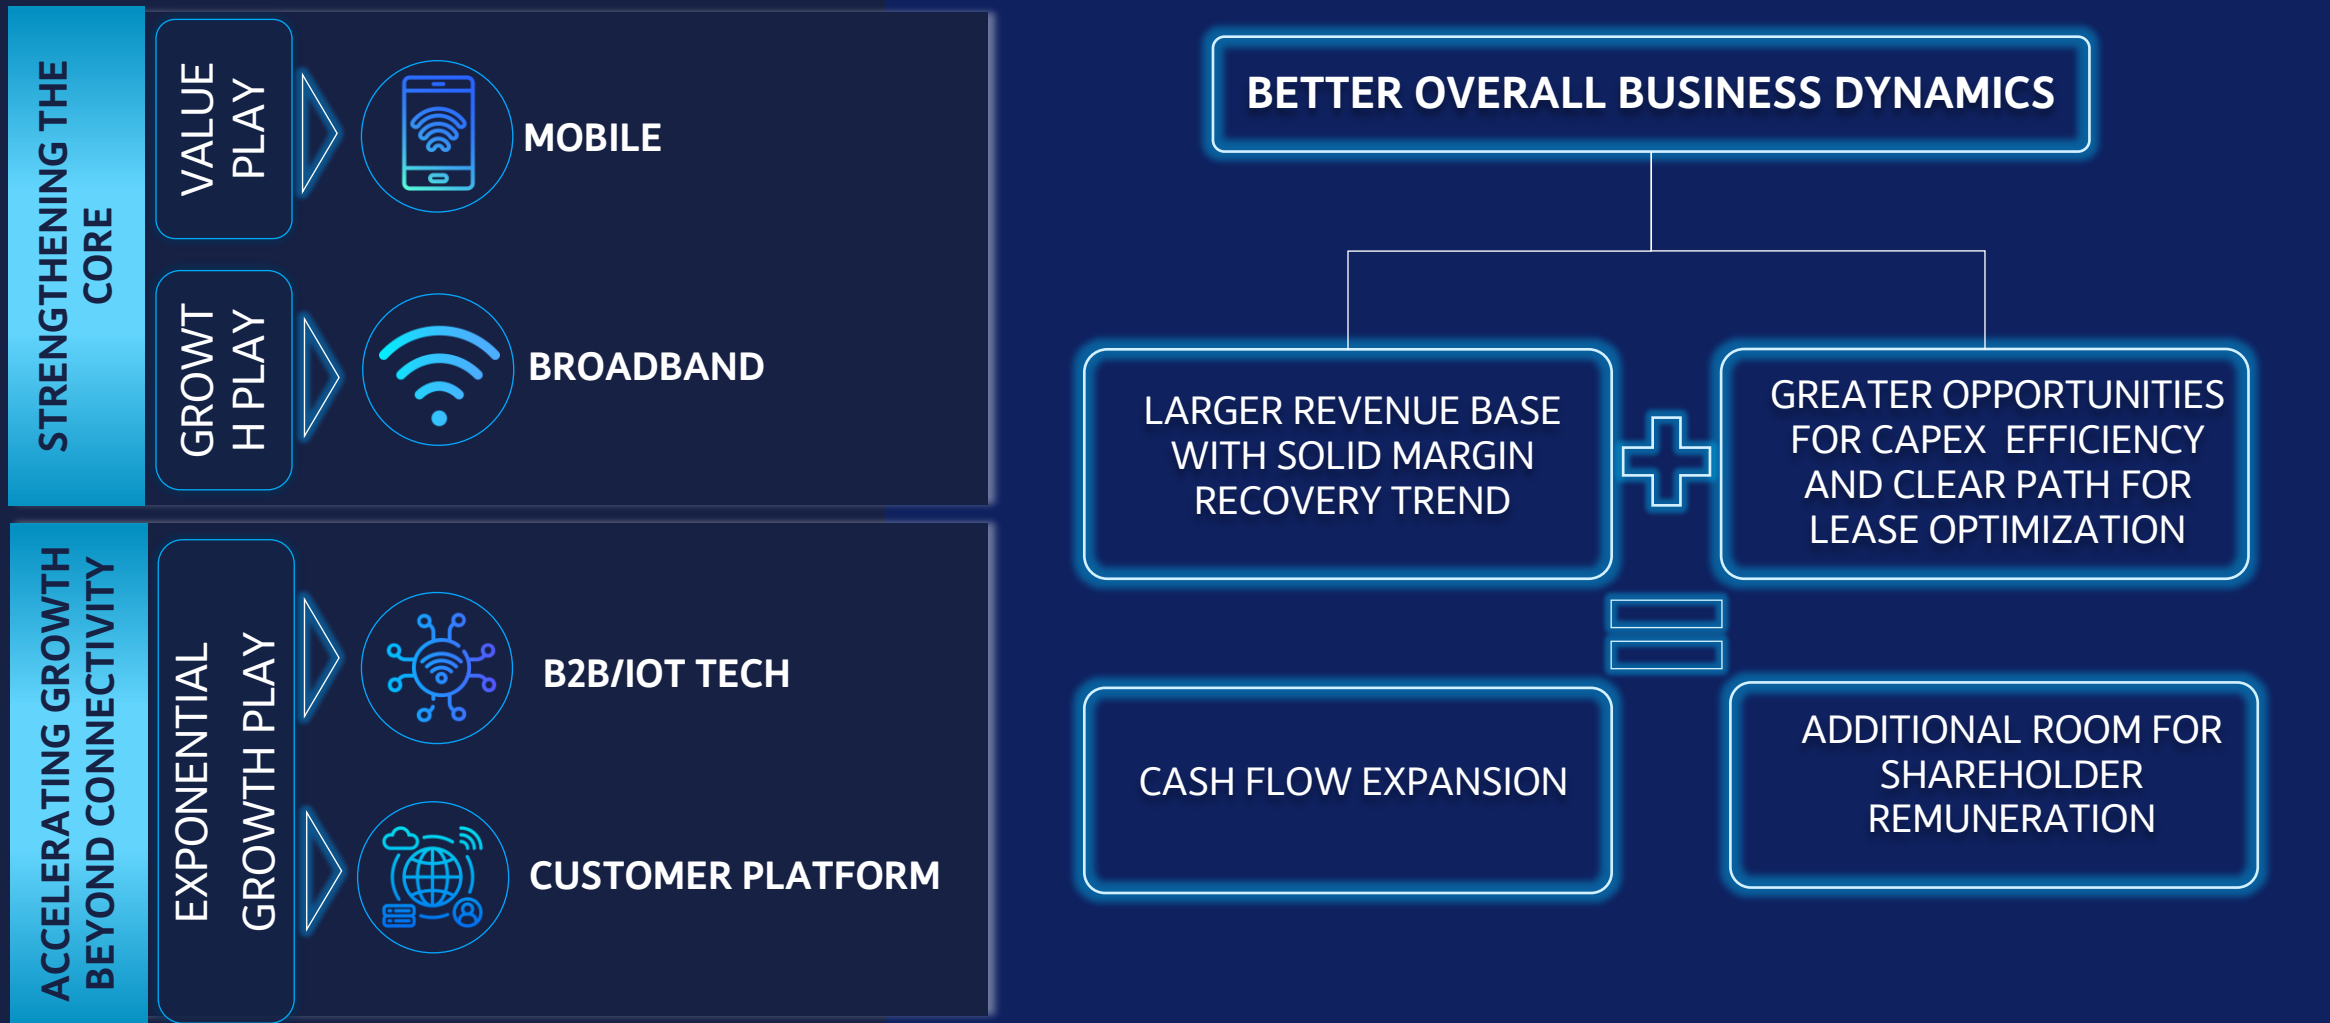 STRENGTHENING THE
CORE
VALUE
PLAY
MOBILE
GROWT
H PLAY
BROADBAND
ACCELERATING GROWTH
BEYOND CONNECTIVITY
EXPONENTIAL
GROWTH PLAY
B2B/IOT TECH
CUSTOMER PLATFORM
BETTER OVERALL BUSINESS DYNAMICS
LARGER REVENUE BASE
WITH SOLID MARGIN
RECOVERY TREND
GREATER OPPORTUNITIES
FOR CAPEX  EFFICIENCY
AND CLEAR PATH FOR
LEASE OPTIMIZATION
CASH FLOW EXPANSION
ADDITIONAL ROOM FOR
SHAREHOLDER
REMUNERATION